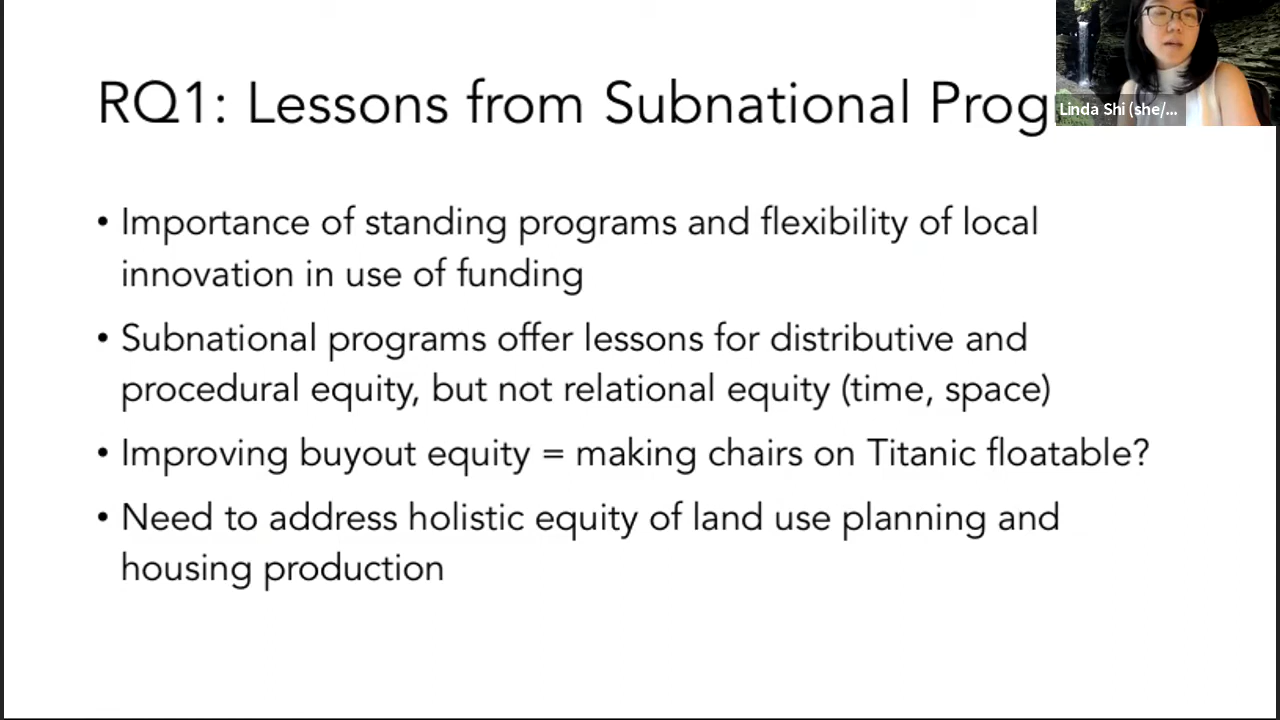 RQ1: Lessons from Subnational Prog
Linda Shi (she/...
• Importance of standing programs and flexibility of local
innovation in use of funding
• Subnational programs offer lessons for distributive and
procedural equity, but not relational equity (time, space)
• Improving buyout equity = making chairs on Titanic floatable?
• Need to address holistic equity of land use planning and
housing production